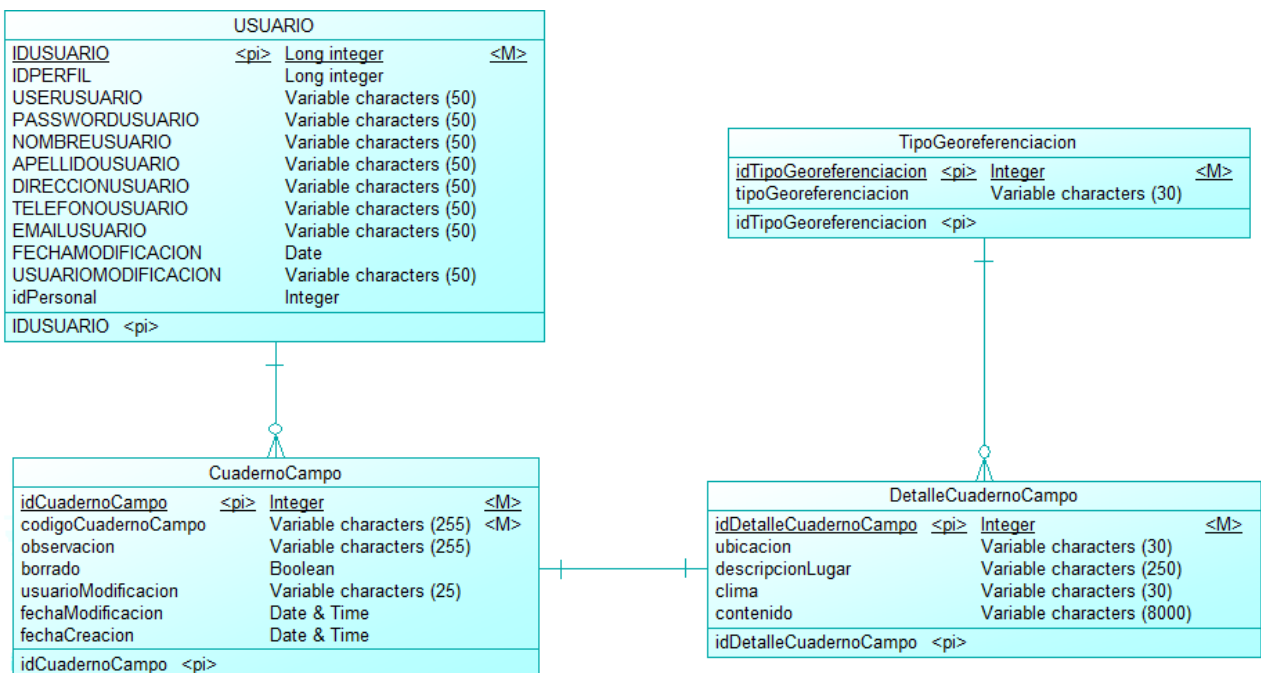 USUARIO
IDUSUARIO <pi> Long integer <M>
IDPERFIL Long integer
USERUSUARIO Variable characters (50)
PASSWORDUSUARIO Variable characters (50)
NOMBREUSUARIO Variable characters (50)
APELLIDOUSUARIO Variable characters (50)
DIRECCIONUSUARIO Variable characters (50)
TELEFONOUSUARIO Variable characters (50)
EMAILUSUARIO Variable characters (50)
FECHAMODIFICACION Date
USUARIOMODIFICACION Variable characters (50)
idPersonal Integer
IDUSUARIO <pi>
TipoGeoreferenciacion
idTipoGeoreferenciacion <pi> Integer <M>
tipoGeoreferenciacion Variable characters (30)
idTipoGeoreferenciacion <pi>
CuadernoCampo
idCuadernoCampo <pi> Integer <M>
codigoCuadernoCampo Variable characters (255) <M>
observacion Variable characters (255)
borrado Boolean
usuarioModificacion Variable characters (25)
fechaModificacion Date & Time
fechaCreacion Date & Time
idCuadernoCampo <pi>
DetalleCuadernoCampo
idDetalleCuadernoCampo <pi> Integer <M>
ubicacion Variable characters (30)
descripcionLugar Variable characters (250)
clima Variable characters (30)
contenido Variable characters (8000)
idDetalleCuadernoCampo <pi>